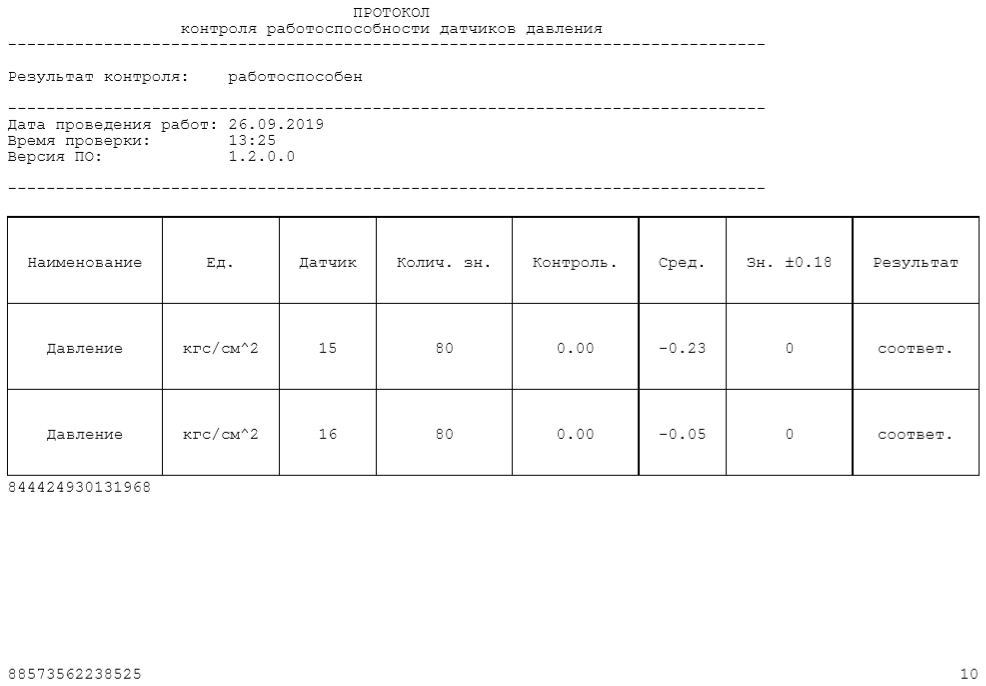 ПРОТОКОЛ
контроля работоспособности датчиков давления
-------------------------------------------------------------------------------
Результат контроля: работоспособен
-------------------------------------------------------------------------------
Дата проведения работ: 26.09.2019
Время проверки: 13:25
Версия ПО: 1.2.0.0
-------------------------------------------------------------------------------
Наименование Ед. Датчик Колич. зн. Контроль. Сред. Зн. ±0.18 Результат
Давление кгс/см^2 15 80 0.00 -0.23 0 соответ.
Давление кгс/см^2 16 80 0.00 -0.05 0 соответ.
844424930131968
88573562238525 10